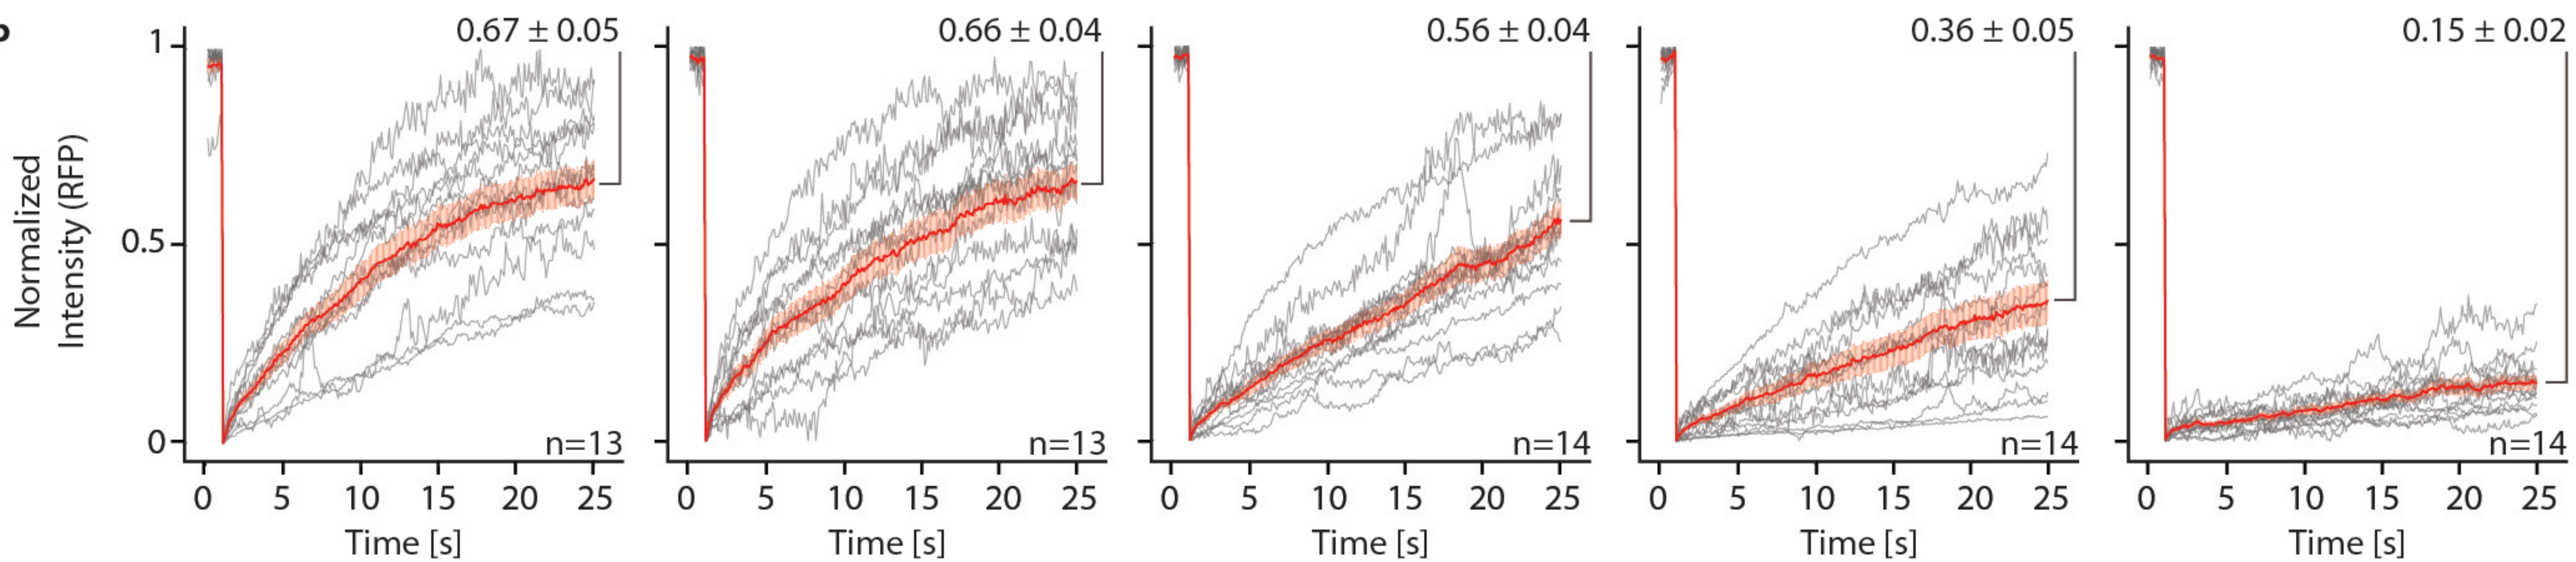 b
0.67 ± 0.05
0.66 ± 0.04
0.56 ± 0.04
0.36 ± 0.05
0.15 ± 0.02
Normalized
Intensity (RFP)
1
0.5
0
n=13
n=13
n=14
n=14
n=14
0 5 10 15 20 25
0 5 10 15 20 25
0 5 10 15 20 25
0 5 10 15 20 25
0 5 10 15 20 25
Time [s]
Time [s]
Time [s]
Time [s]
Time [s]